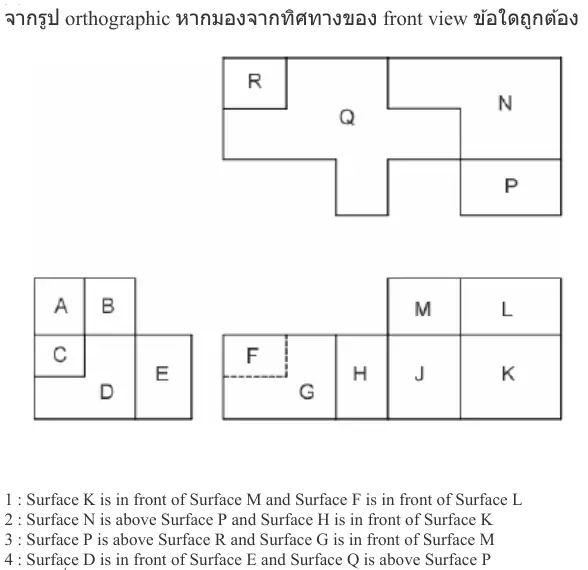 จากรูป orthographic หากมองจากทิศทางของ front view ข้อใดถูกต้อง
R
Q
N
P
A
B
M
L
C
F
D
E
G
H
J
K
1 : Surface K is in front of Surface M and Surface F is in front of Surface L
2 : Surface N is above Surface P and Surface H is in front of Surface K
3 : Surface P is above Surface R and Surface G is in front of Surface M
4 : Surface D is in front of Surface E and Surface Q is above Surface P